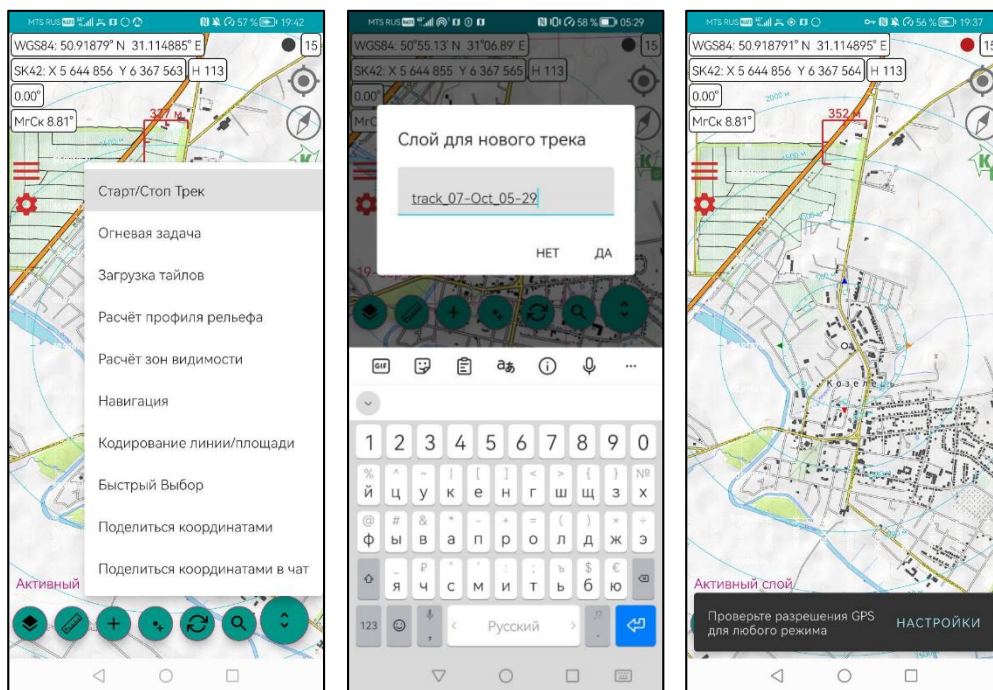 MTS RUS 57 % 19:42
WGS84: 50.91879° N 31.114885° E
15
SK42: X 5 644 856 Y 6 367 563
H 113
0.00°
МгСк 8.81°
327 м
Старт/Стоп Трек
Огневая задача
Загрузка тайлов
Расчёт профиля рельефа
Расчёт зон видимости
Навигация
Кодирование линии/площади
Быстрый Выбор
Поделиться координатами
Поделиться координатами в чат
Активный
MTS RUS 58 % 05:29
WGS84: 50°55.13' N 31°06.89' E
15
SK42: X 5 644 855 Y 6 367 565
H 113
0.00°
Слой для нового трека
track_07-Oct_05-29
НЕТ ДА
GIF
1 2 3 4 5 6 7 8 9 0
% ^ ~ | [ ] < > { } №
й ц у к е н г ш щ з х
@ # & * - + = ( ) × ÷
ф ы в а п р о л д ж э
я ч с м и т ь б ю
123 , Русский .
MTS RUS 56 % 19:37
WGS84: 50.918791° N 31.114895° E
15
SK42: X 5 644 856 Y 6 367 564
H 113
0.00°
2000 м
МгСк 8.81°
352 м
1500 м
Козелець
Активный слой
Проверьте разрешения GPS
для любого режима
НАСТРОЙКИ